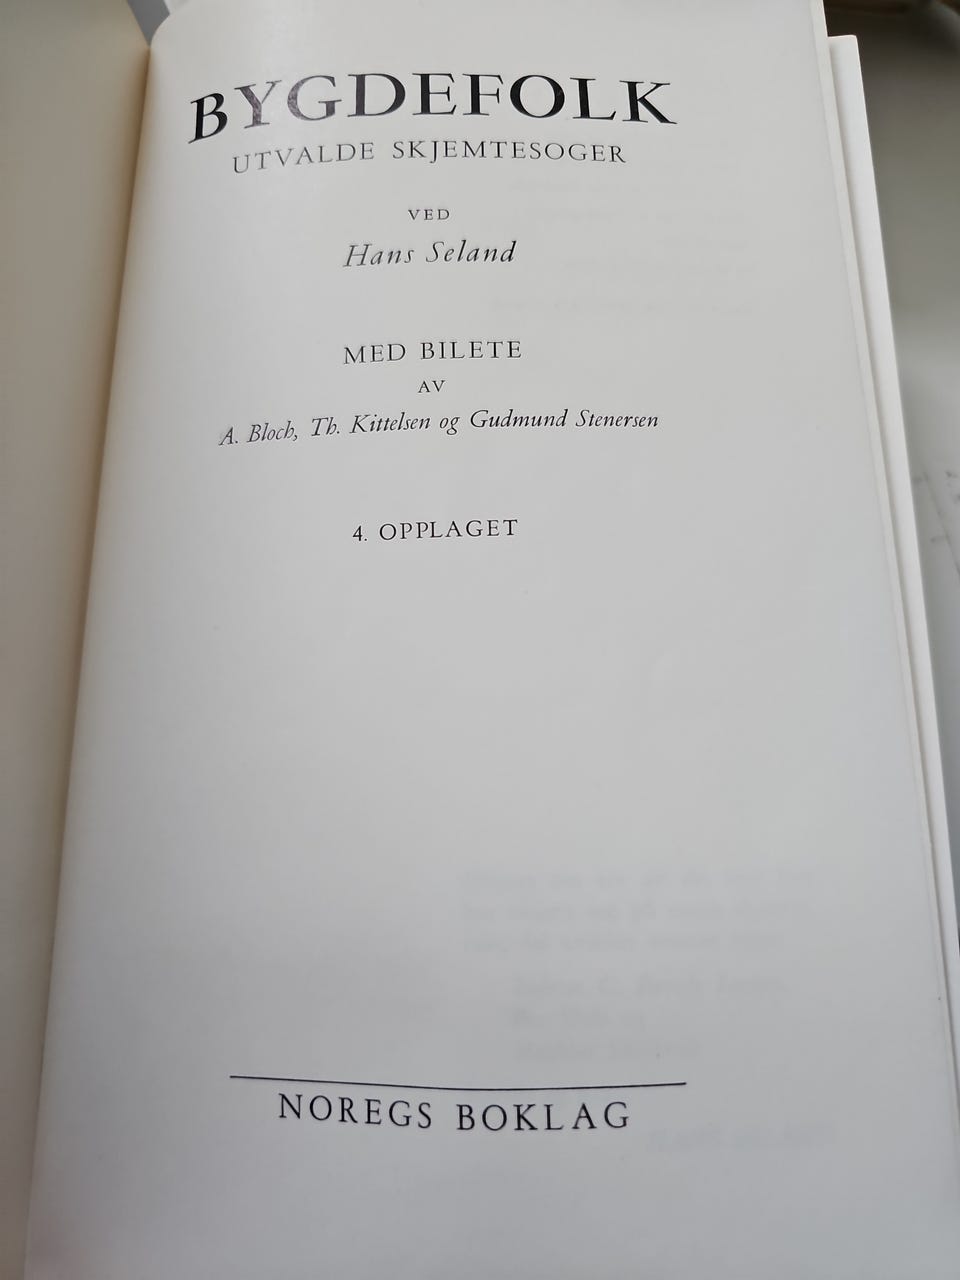 BYGDEFOLK
UTVALDE SKJEMTESOGER
VED
Hans Seland
MED BILETE
AV
A. Bloch, Th. Kittelsen og Gudmund Stenersen
4. OPPLAGET
NOREGS BOKLAG